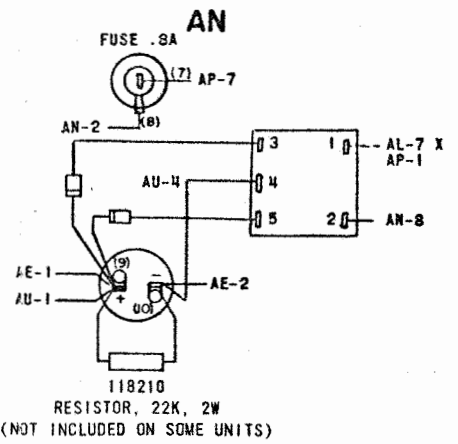 AN
FUSE .8A
(7) AP-7
AN-2 (8)
3 1 AL-7 X
AP-1
AU-4 4
5 2 AN-8
(9)
AE-1 - AE-2
AU-1 + (10)
118210
RESISTOR, 22K, 2W
(NOT INCLUDED ON SOME UNITS)